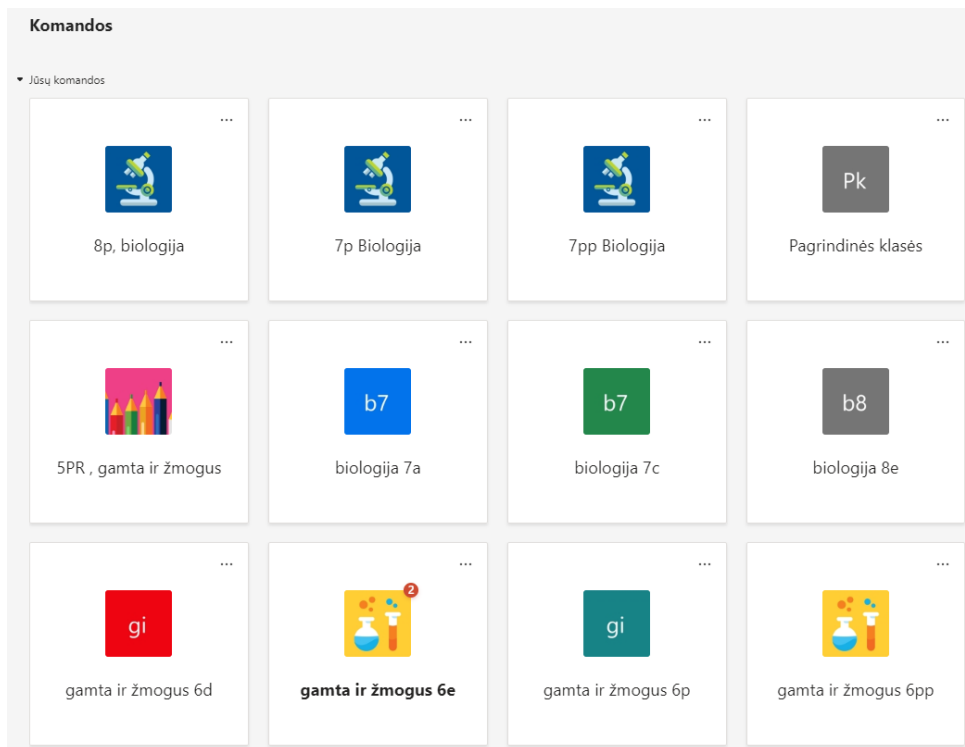 Komandos
Jūsų komandos
... ... ... ...
Pk
8p, biologija 7p Biologija 7pp Biologija Pagrindinės klasės
... ... ... ...
b7 b7 b8
5PR , gamta ir žmogus biologija 7a biologija 7c biologija 8e
... ... ... ...
gi 2 gi
gamta ir žmogus 6d gamta ir žmogus 6e gamta ir žmogus 6p gamta ir žmogus 6pp